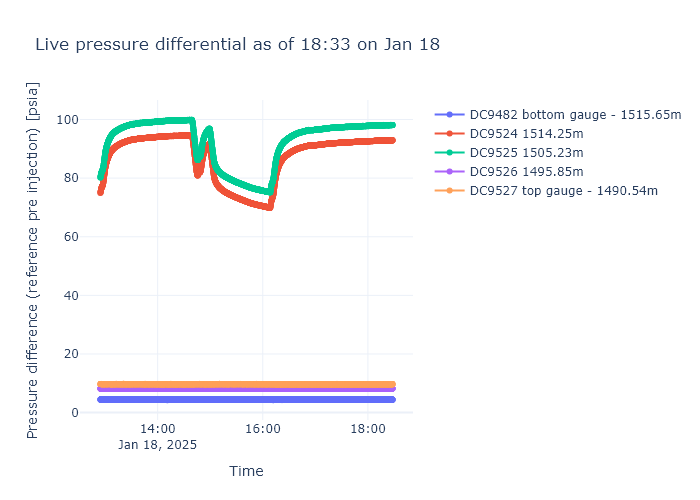 Live pressure differential as of 18:33 on Jan 18
Pressure difference (reference pre injection) [psia]
100
80
60
40
20
0
14:00
Jan 18, 2025
16:00
18:00
Time
DC9482 bottom gauge - 1515.65m
DC9524 1514.25m
DC9525 1505.23m
DC9526 1495.85m
DC9527 top gauge - 1490.54m